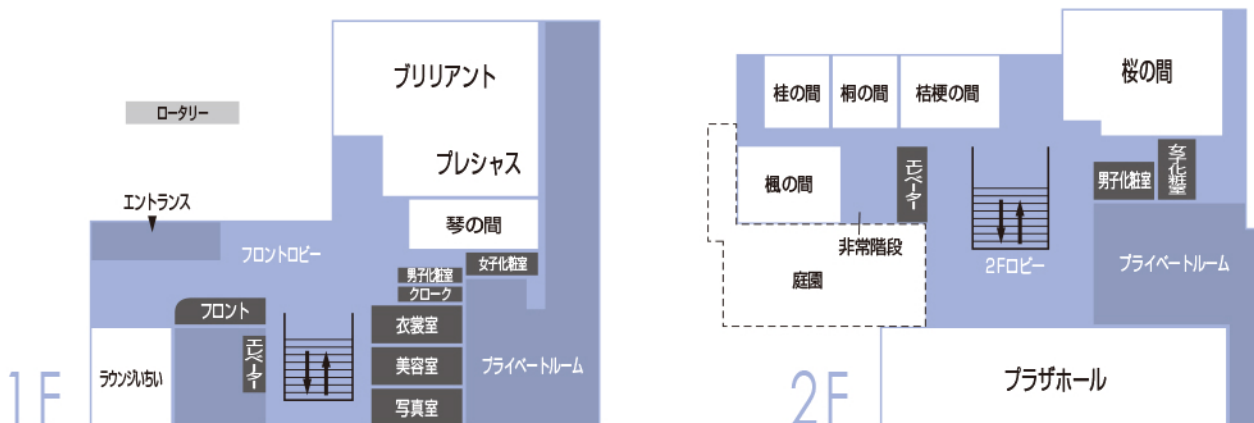 ブリリアント
ロータリー
プレシャス
エントランス
琴の間
フロントロビー
女子化粧室
男子化粧室
クローク
フロント
衣裳室
エレベーター
美容室
プライベートルーム
ラウンジいちい
写真室
1F
桜の間
桂の間
桐の間
桔梗の間
女子化粧室
男子化粧室
楓の間
エレベーター
非常階段
2Fロビー
プライベートルーム
庭園
プラザホール
2F